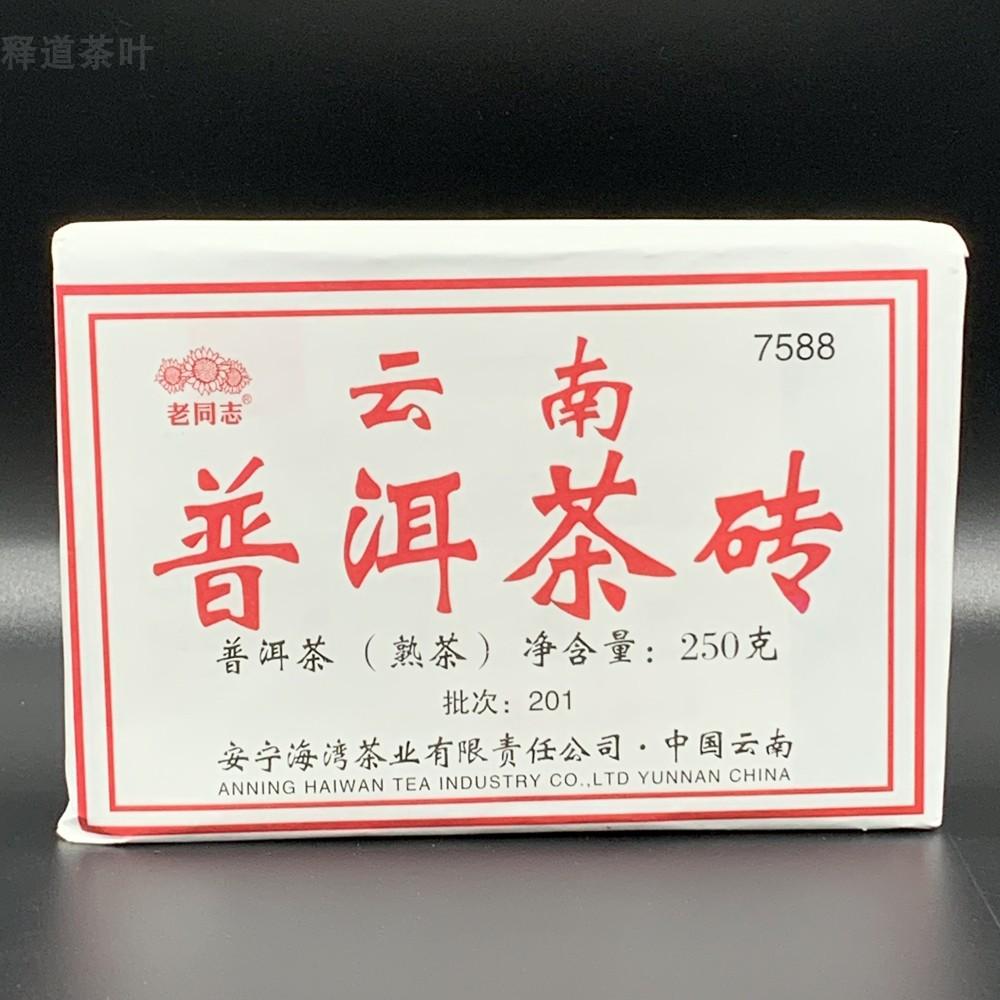 释道茶叶
7588
老同志®
云南
普洱茶砖
普洱茶（熟茶）净含量：250克
批次：201
安宁海湾茶业有限责任公司·中国云南
ANNING HAIWAN TEA INDUSTRY CO.,LTD YUNNAN CHINA